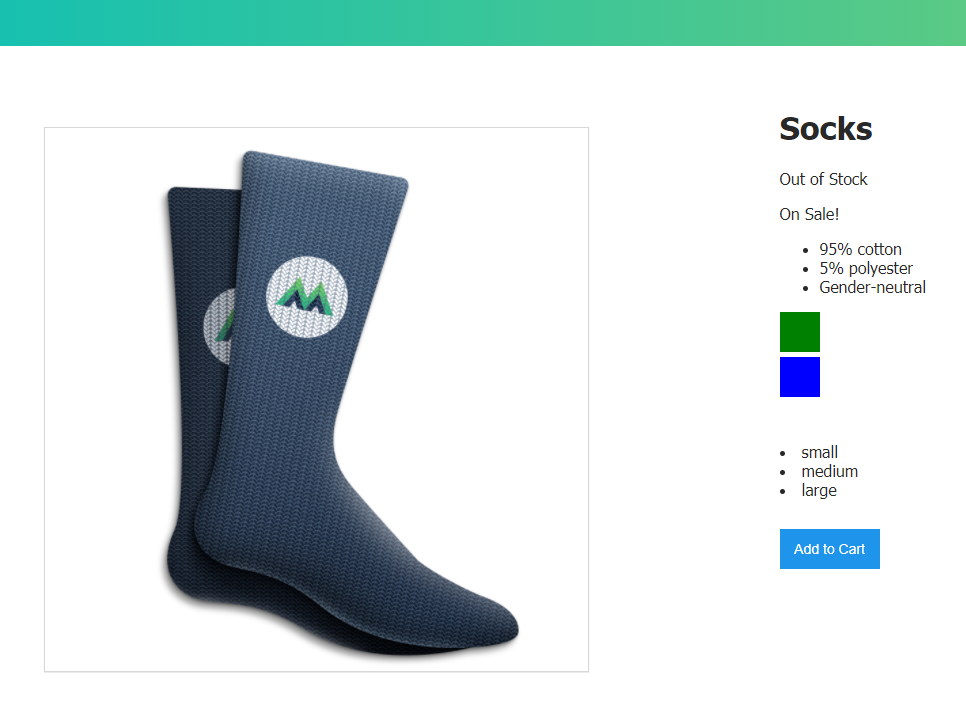 Socks
Out of Stock
On Sale!
95% cotton
5% polyester
Gender-neutral
small
medium
large
Add to Cart